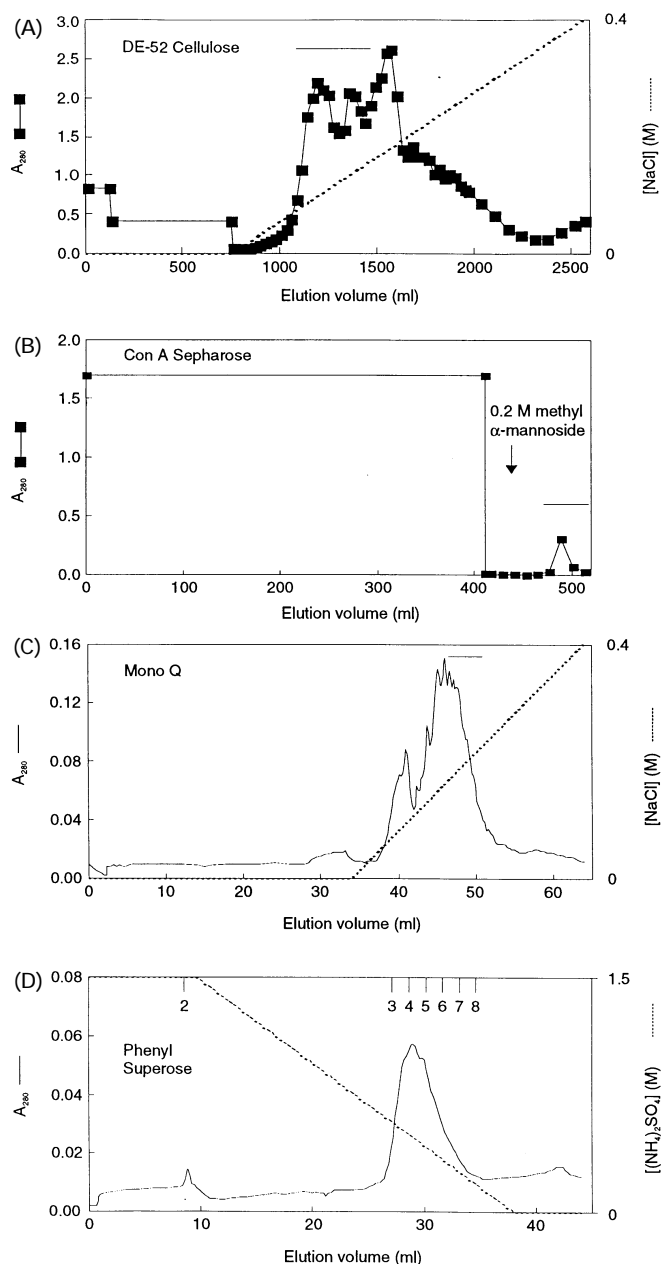 (A)
3.0
2.5
2.0
1.5
1.0
0.5
0.0
DE-52 Cellulose
0.4
0
A280
[NaCl] (M)
0 500 1000 1500 2000 2500
Elution volume (ml)
(B)
2.0
1.5
1.0
0.5
0.0
Con A Sepharose
0.2 M methyl
α-mannoside
A280
0 100 200 300 400 500
Elution volume (ml)
(C)
0.16
0.12
0.08
0.04
0.00
Mono Q
0.4
0
A280
[NaCl] (M)
0 10 20 30 40 50 60
Elution volume (ml)
(D)
0.08
0.06
0.04
0.02
0.00
2 3 4 5 6 7 8
Phenyl
Superose
1.5
0
A280
[(NH4)2SO4] (M)
0 10 20 30 40
Elution volume (ml)